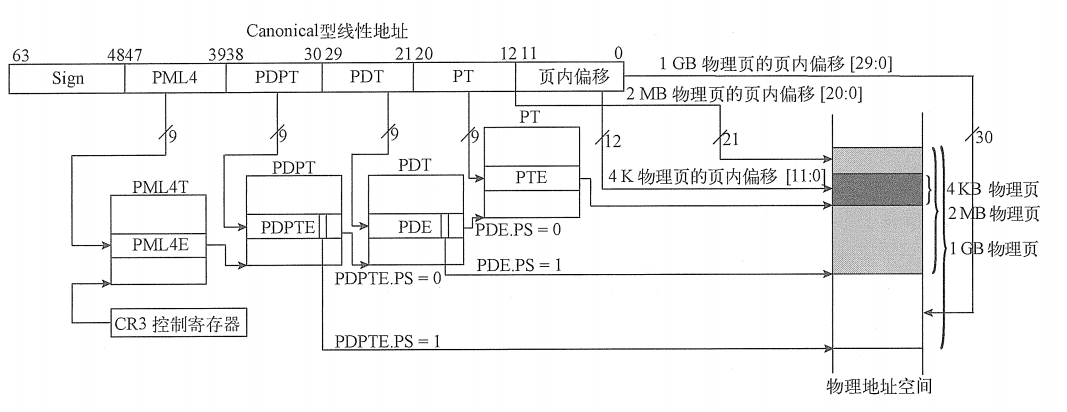 Canonical型线性地址
63 4847 3938 30 29 21 20 12 11 0
Sign PML4 PDPT PDT PT 页内偏移
1 GB 物理页的页内偏移 [29:0]
2 MB 物理页的页内偏移 [20:0]
9 9 9 9 12 21 30
PT
PDPT PDT
PTE
4 K 物理页的页内偏移 [11:0]
4 KB 物理页
PML4T
2 MB 物理页
PDPTE PDE
PDE.PS = 0
PML4E
1 GB 物理页
PDE.PS = 1
PDPTE.PS = 0
CR3 控制寄存器
PDPTE.PS = 1
物理地址空间